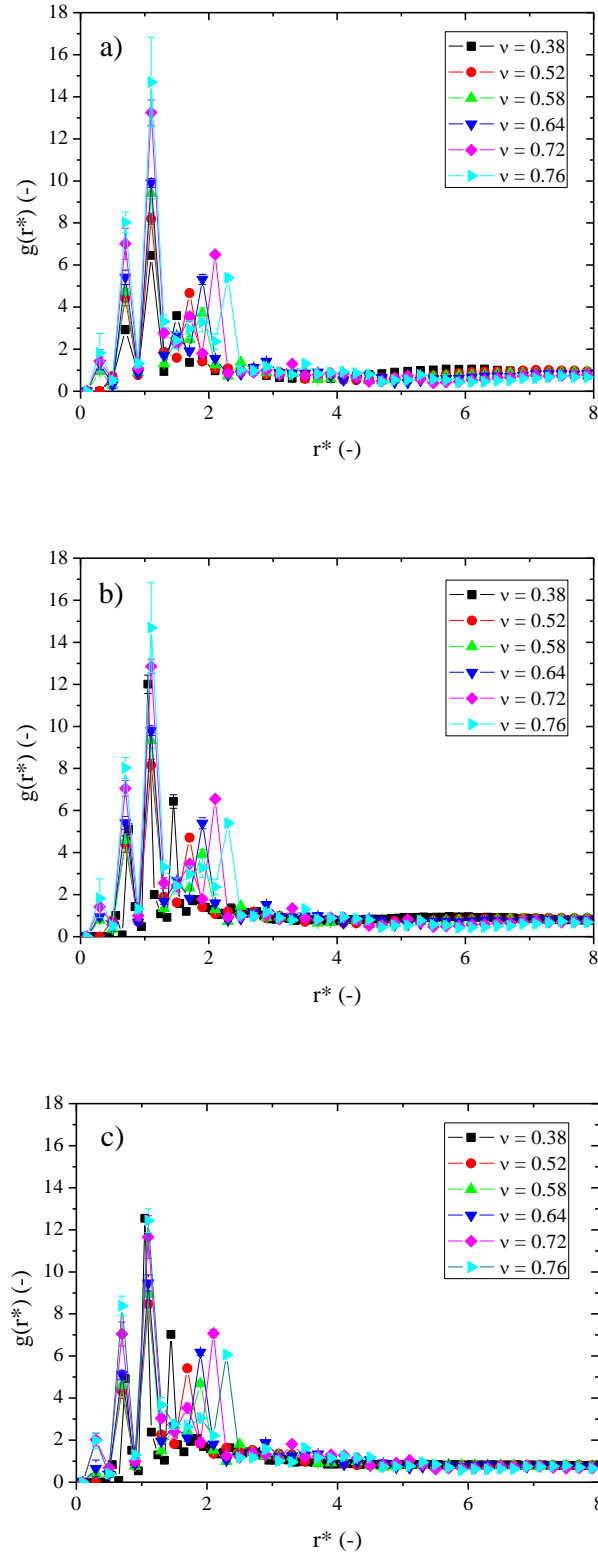 a)
18
16
14
12
10
8
6
4
2
0
g(r*) (-)
0 2 4 6 8
r* (-)
ν = 0.38
ν = 0.52
ν = 0.58
ν = 0.64
ν = 0.72
ν = 0.76
b)
18
16
14
12
10
8
6
4
2
0
g(r*) (-)
0 2 4 6 8
r* (-)
ν = 0.38
ν = 0.52
ν = 0.58
ν = 0.64
ν = 0.72
ν = 0.76
c)
18
16
14
12
10
8
6
4
2
0
g(r*) (-)
0 2 4 6 8
r* (-)
ν = 0.38
ν = 0.52
ν = 0.58
ν = 0.64
ν = 0.72
ν = 0.76